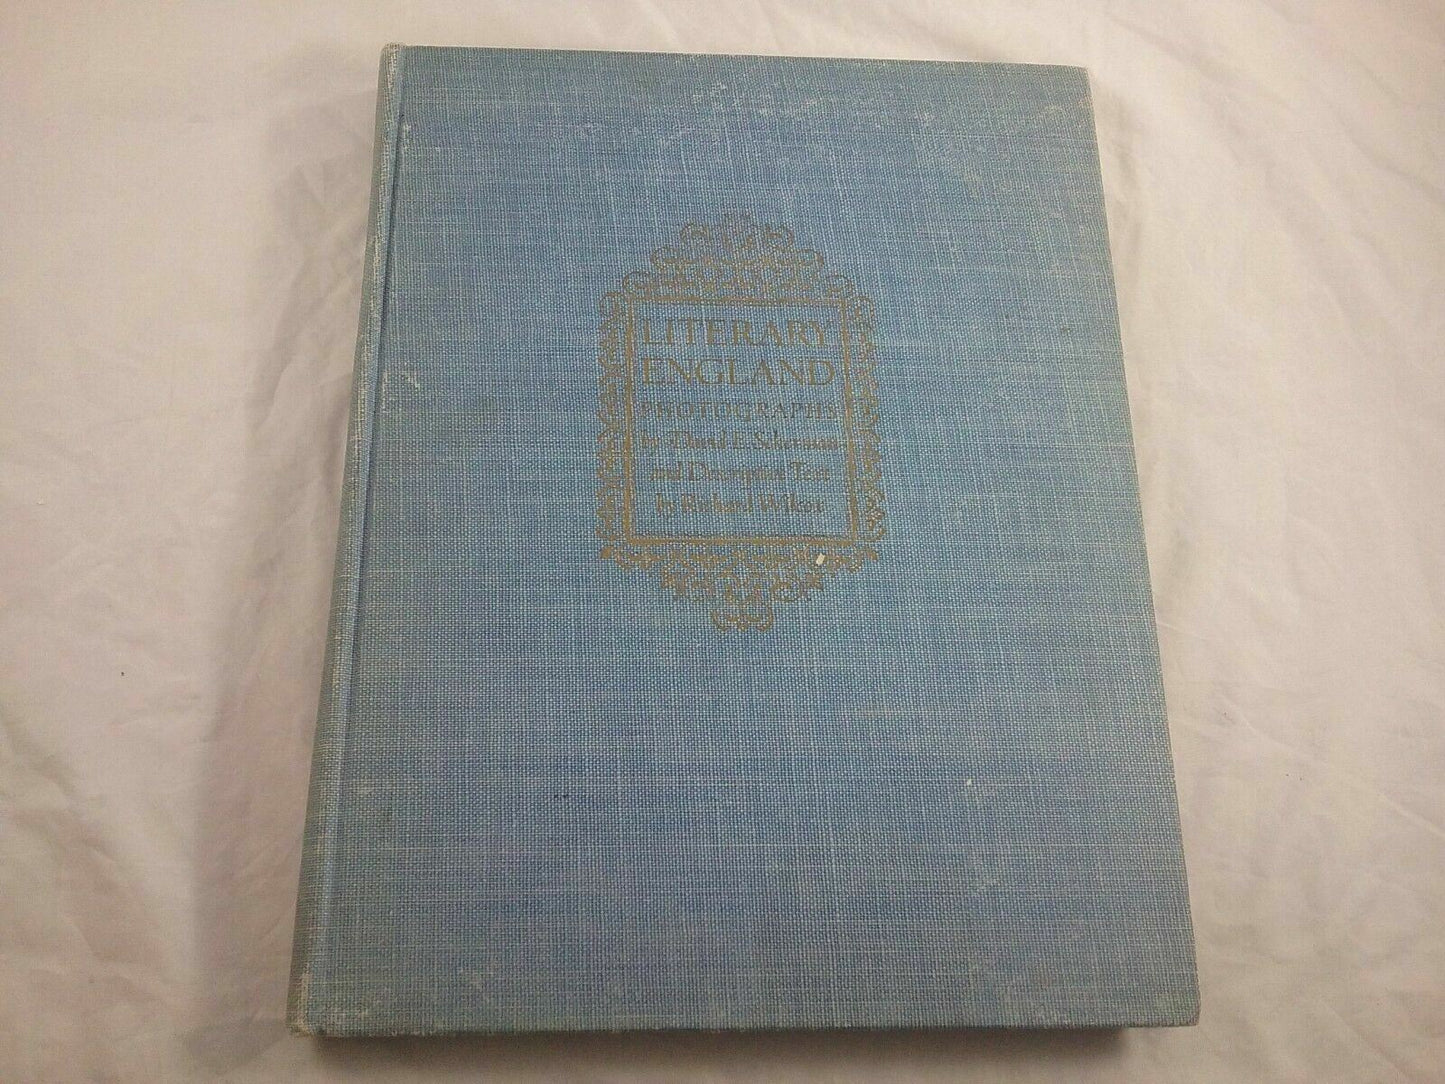 LITERARY
ENGLAND
PHOTOGRAPHS
by David E. Scherman
and Descriptive Text
by Richard Wilcox